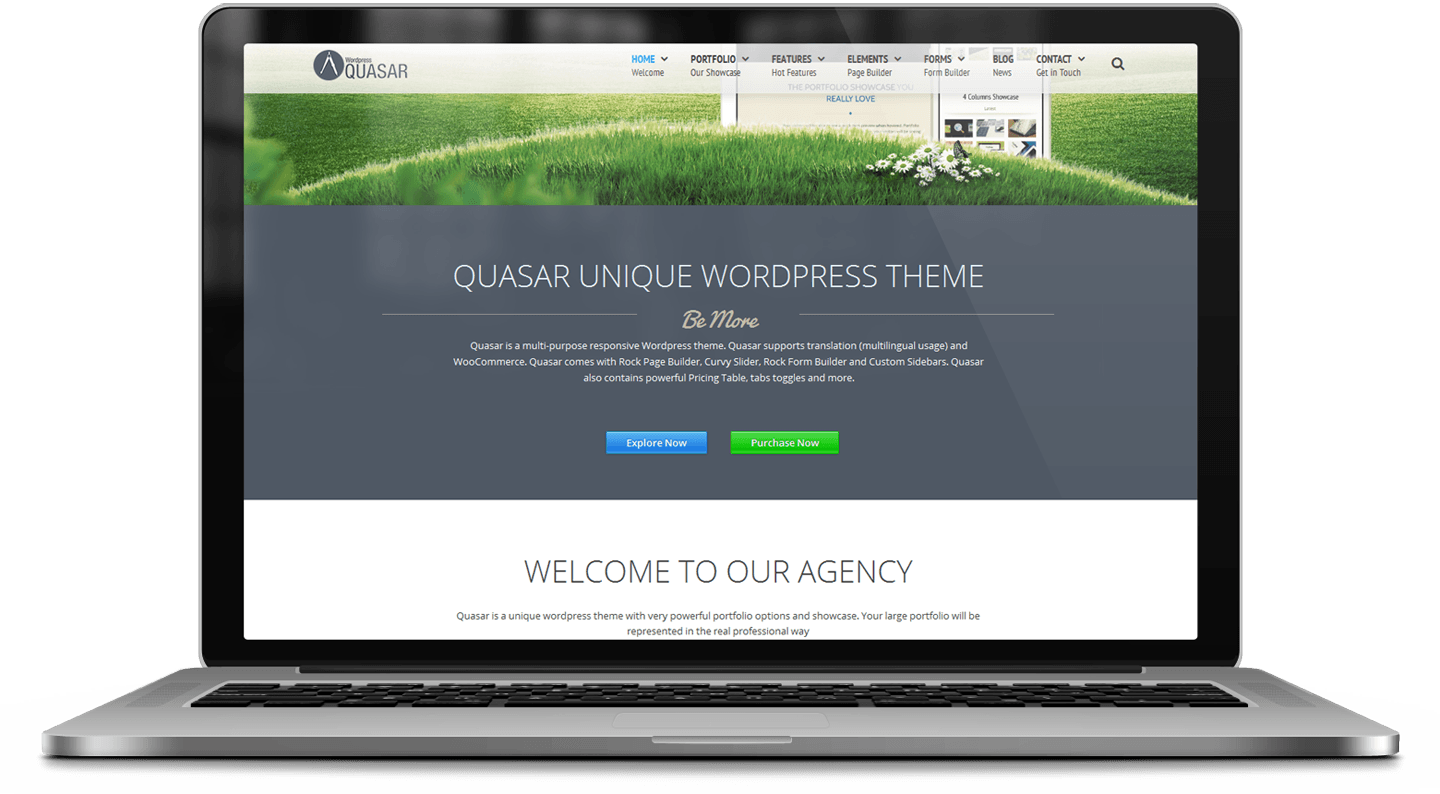 Wordpress
QUASAR
HOME PORTFOLIO FEATURES ELEMENTS FORMS BLOG CONTACT
Welcome Our Showcase Hot Features Page Builder Form Builder News Get in Touch
THE PORTFOLIO SHOWCASE YOU
REALLY LOVE
4 Columns Showcase
QUASAR UNIQUE WORDPRESS THEME
Be More
Quasar is a multi-purpose responsive Wordpress theme. Quasar supports translation (multilingual usage) and
WooCommerce. Quasar comes with Rock Page Builder, Curvy Slider, Rock Form Builder and Custom Sidebars. Quasar
also contains powerful Pricing Table, tabs toggles and more.
Explore Now Purchase Now
WELCOME TO OUR AGENCY
Quasar is a unique wordpress theme with very powerful portfolio options and showcase. Your large portfolio will be
represented in the real professional way